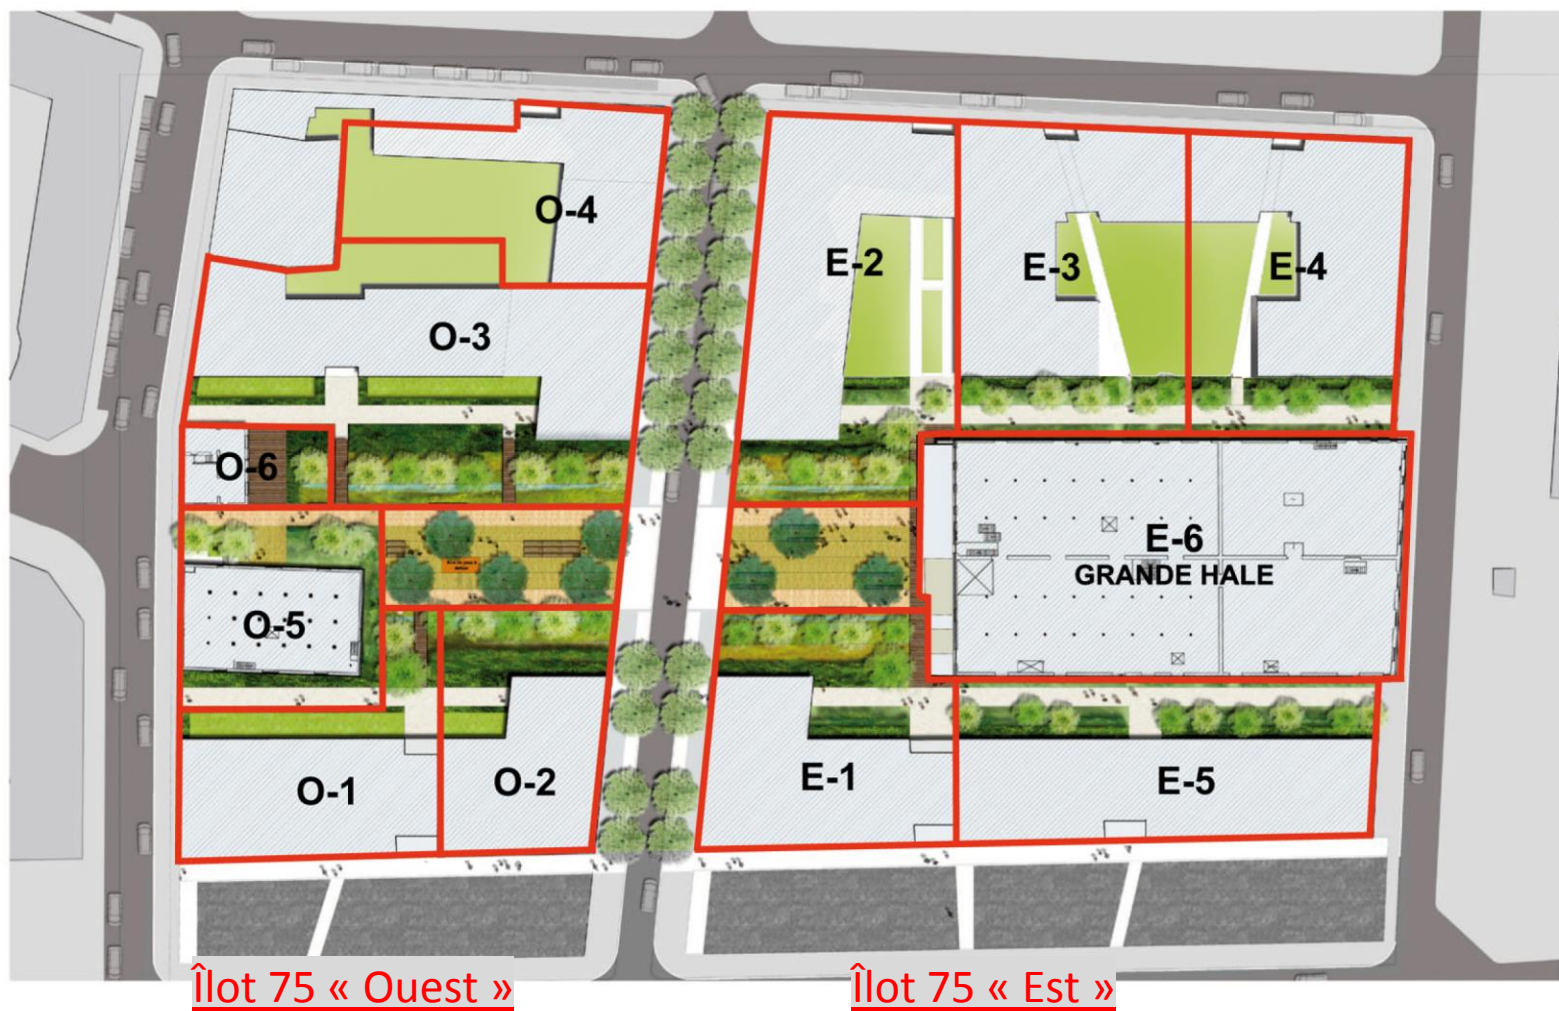 O-4
O-3
O-6
O-5
O-1
O-2
E-2
E-3
E-4
E-6
GRANDE HALE
E-1
E-5
Îlot 75 « Ouest »
Îlot 75 « Est »